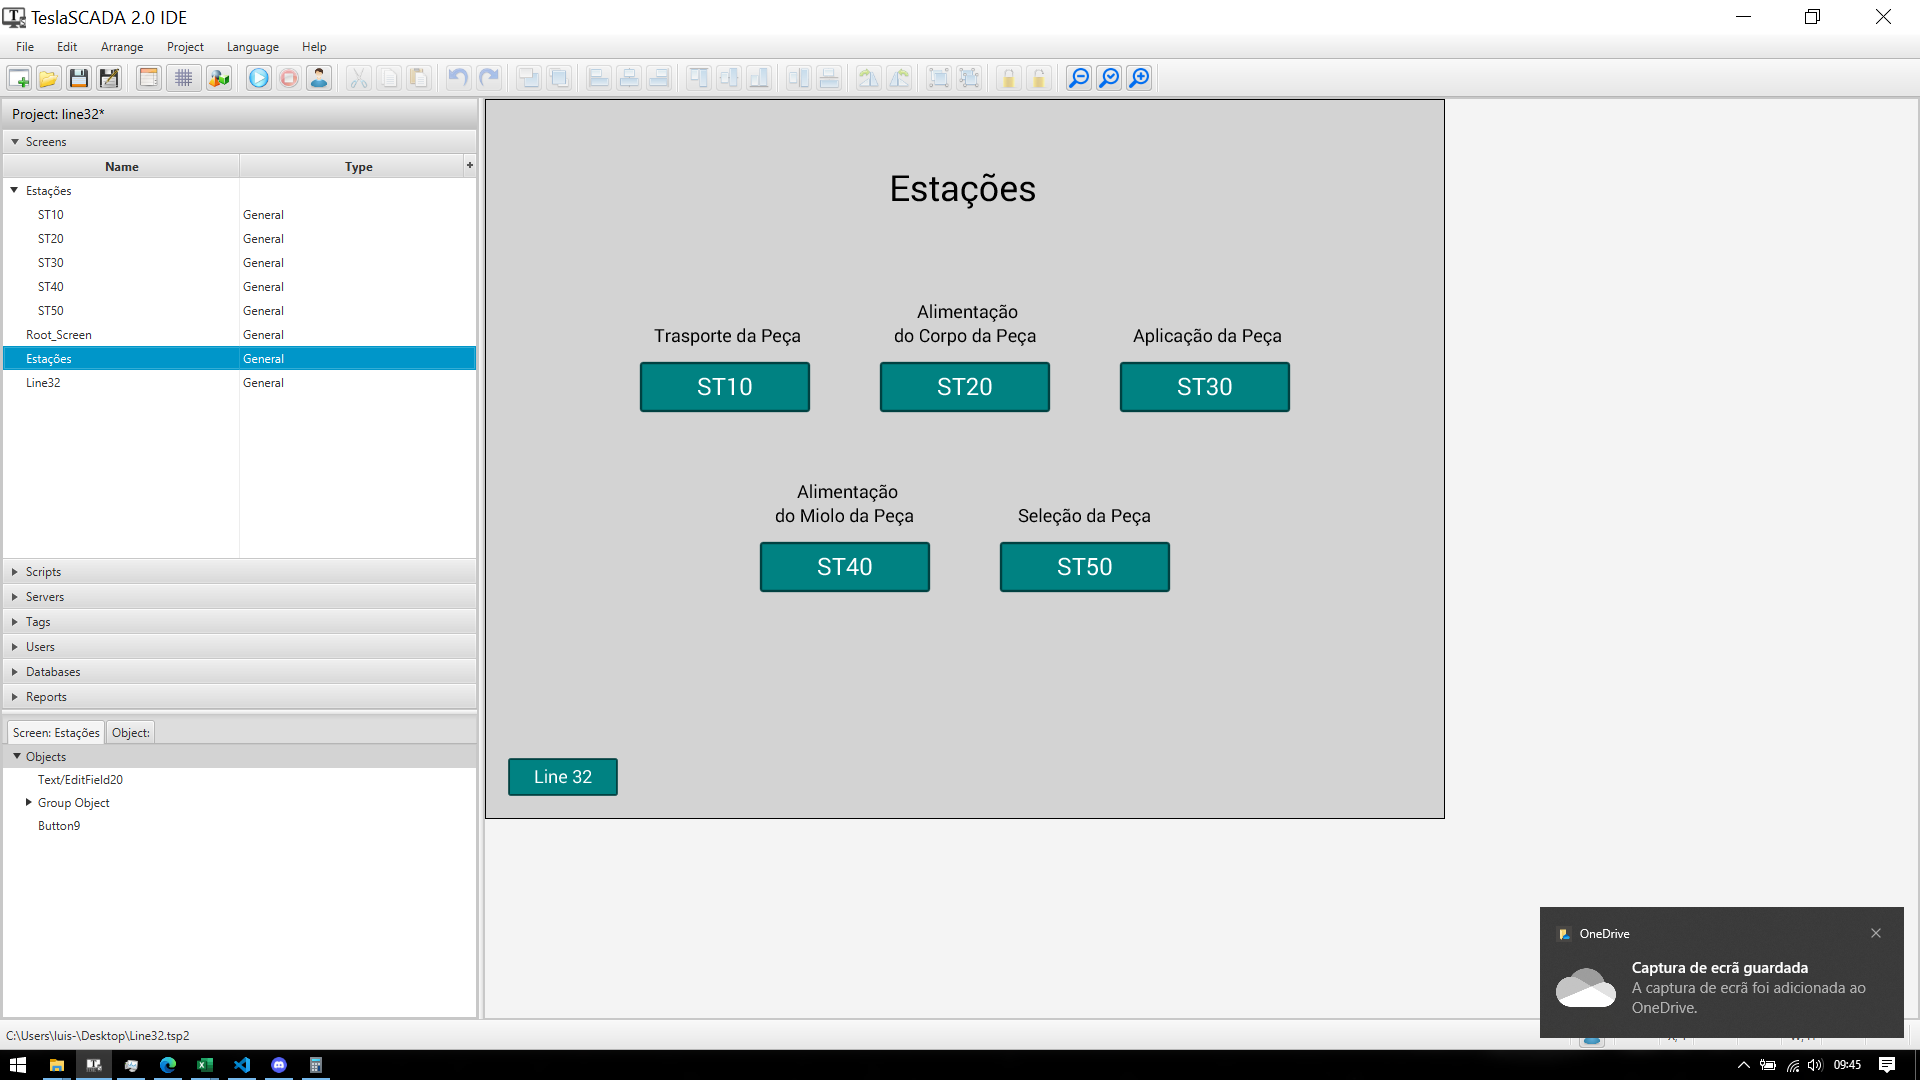 TeslaSCADA 2.0 IDE
File Edit Arrange Project Language Help
Project: line32*
Screens
Name Type +
Estações
ST10 General
ST20 General
ST30 General
ST40 General
ST50 General
Root_Screen General
Estações General
Line32 General
Scripts
Servers
Tags
Users
Databases
Reports
Screen: Estações Object:
Objects
Text/EditField20
Group Object
Button9
Estações
Trasporte da Peça
ST10
Alimentação
do Corpo da Peça
ST20
Aplicação da Peça
ST30
Alimentação
do Miolo da Peça
ST40
Seleção da Peça
ST50
Line 32
OneDrive
Captura de ecrã guardada
A captura de ecrã foi adicionada ao
OneDrive.
C:\Users\luis-\Desktop\Line32.tsp2
09:45